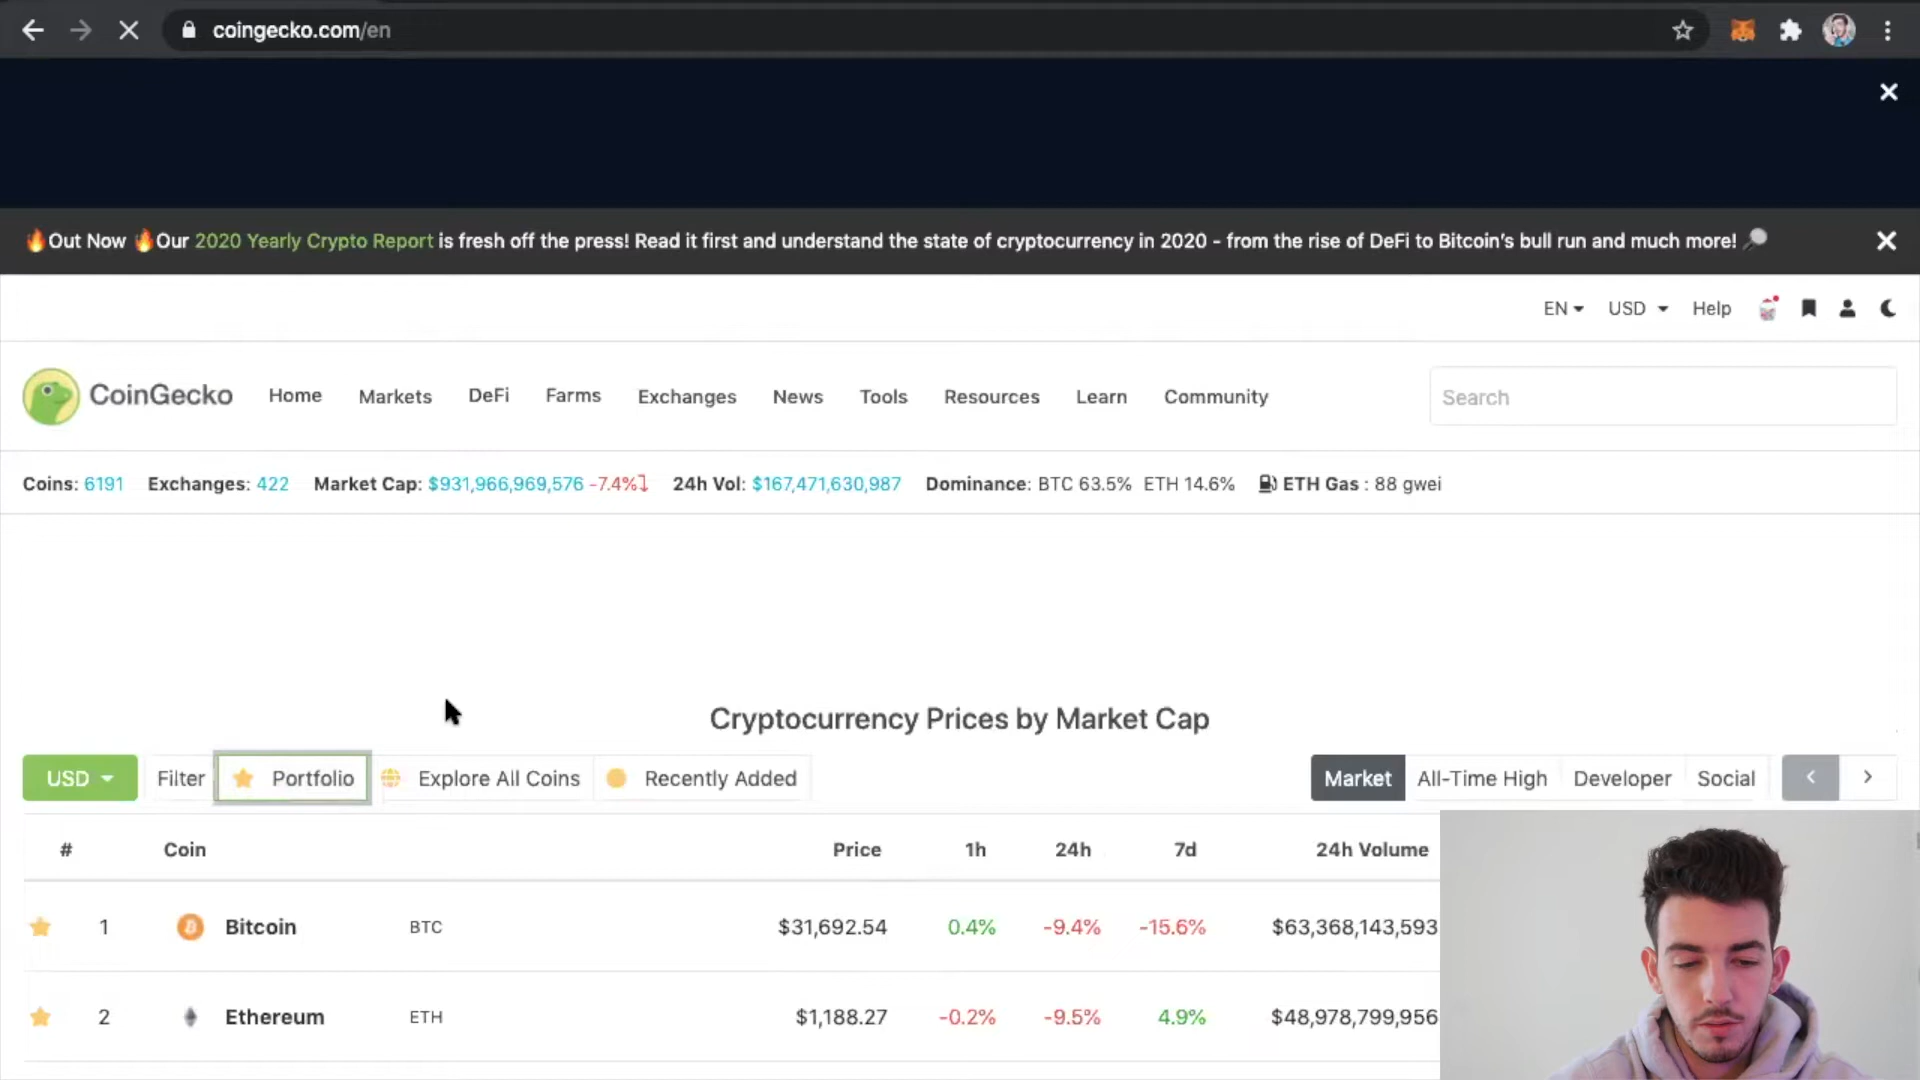 coingecko.com/en
🔥Out Now 🔥Our 2020 Yearly Crypto Report is fresh off the press! Read it first and understand the state of cryptocurrency in 2020 - from the rise of DeFi to Bitcoin's bull run and much more! 🔎
EN USD Help
CoinGecko Home Markets DeFi Farms Exchanges News Tools Resources Learn Community Search
Coins: 6191 Exchanges: 422 Market Cap: $931,966,969,576 -7.4% 24h Vol: $167,471,630,987 Dominance: BTC 63.5% ETH 14.6% ETH Gas : 88 gwei
Cryptocurrency Prices by Market Cap
USD Filter Portfolio Explore All Coins Recently Added Market All-Time High Developer Social
# Coin Price 1h 24h 7d 24h Volume
1 Bitcoin BTC $31,692.54 0.4% -9.4% -15.6% $63,368,143,593
2 Ethereum ETH $1,188.27 -0.2% -9.5% 4.9% $48,978,799,956